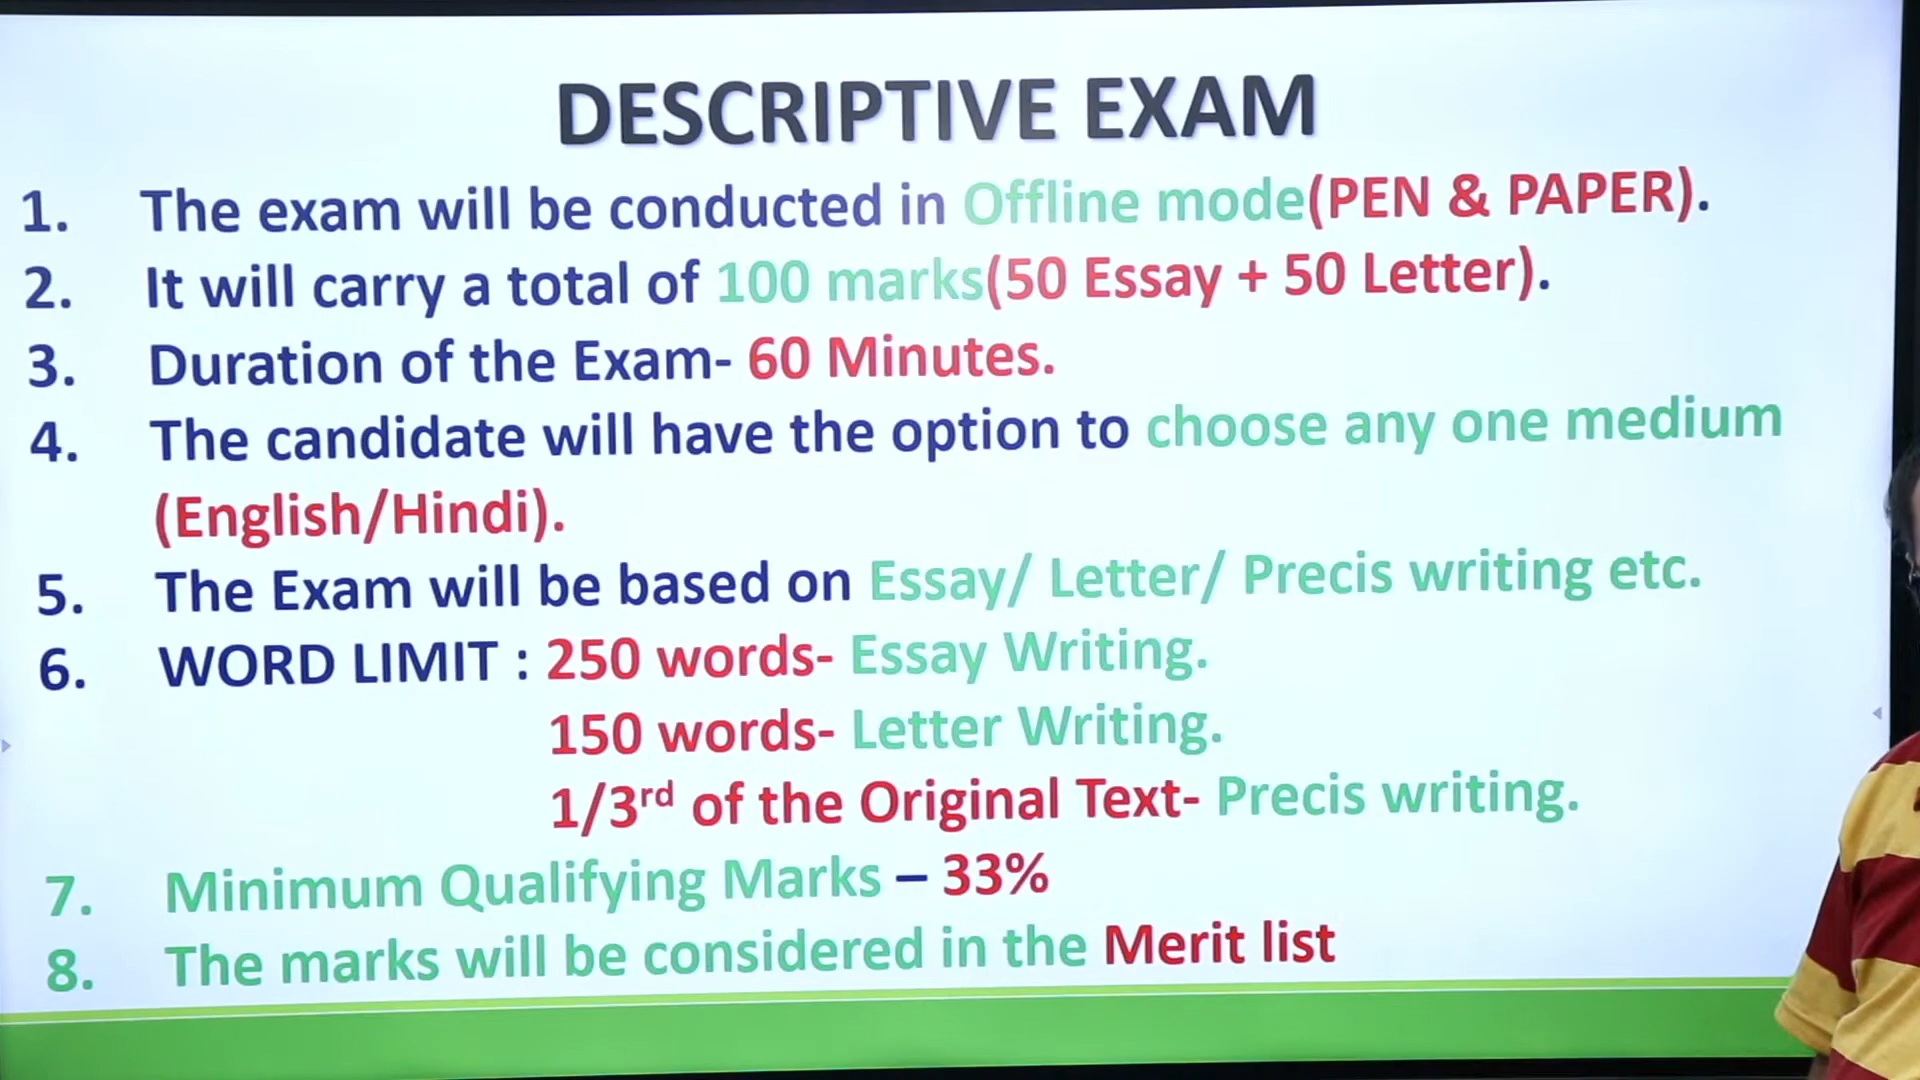 DESCRIPTIVE EXAM
1. The exam will be conducted in Offline mode(PEN & PAPER).
2. It will carry a total of 100 marks(50 Essay + 50 Letter).
3. Duration of the Exam- 60 Minutes.
4. The candidate will have the option to choose any one medium
(English/Hindi).
5. The Exam will be based on Essay/ Letter/ Precis writing etc.
6. WORD LIMIT : 250 words- Essay Writing.
150 words- Letter Writing.
1/3rd of the Original Text- Precis writing.
7. Minimum Qualifying Marks – 33%
8. The marks will be considered in the Merit list